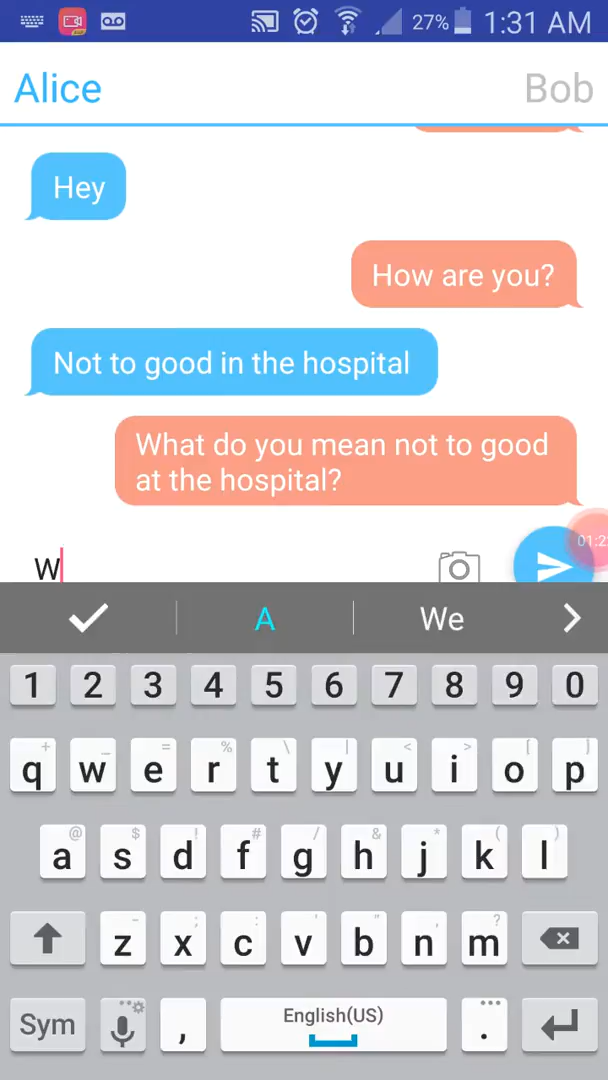 27% 1:31 AM
Alice Bob
Hey
How are you?
Not to good in the hospital
What do you mean not to good
at the hospital?
W
01:2
A We
1 2 3 4 5 6 7 8 9 0
+ _ = % \ | < > [ ]
q w e r t y u i o p
@ $ ! # / & * ( )
a s d f g h j k l
- ; : ' " , ?
z x c v b n m
Sym , English(US) .